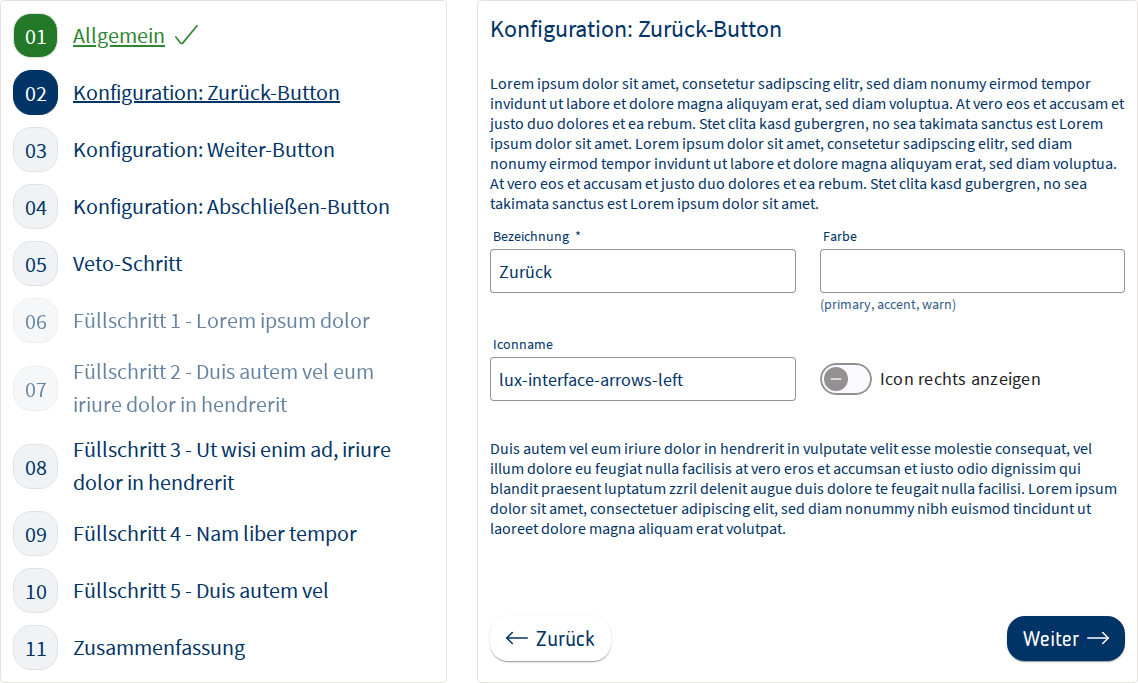 01 Allgemein
02 Konfiguration: Zurück-Button
03 Konfiguration: Weiter-Button
04 Konfiguration: Abschließen-Button
05 Veto-Schritt
06 Füllschritt 1 - Lorem ipsum dolor
07 Füllschritt 2 - Duis autem vel eum
iriure dolor in hendrerit
08 Füllschritt 3 - Ut wisi enim ad, iriure
dolor in hendrerit
09 Füllschritt 4 - Nam liber tempor
10 Füllschritt 5 - Duis autem vel
11 Zusammenfassung
Konfiguration: Zurück-Button
Lorem ipsum dolor sit amet, consetetur sadipscing elitr, sed diam nonumy eirmod tempor
invidunt ut labore et dolore magna aliquyam erat, sed diam voluptua. At vero eos et accusam et
justo duo dolores et ea rebum. Stet clita kasd gubergren, no sea takimata sanctus est Lorem
ipsum dolor sit amet. Lorem ipsum dolor sit amet, consetetur sadipscing elitr, sed diam
nonumy eirmod tempor invidunt ut labore et dolore magna aliquyam erat, sed diam voluptua.
At vero eos et accusam et justo duo dolores et ea rebum. Stet clita kasd gubergren, no sea
takimata sanctus est Lorem ipsum dolor sit amet.
Bezeichnung *
Zurück
Farbe
(primary, accent, warn)
Iconname
lux-interface-arrows-left
Icon rechts anzeigen
Duis autem vel eum iriure dolor in hendrerit in vulputate velit esse molestie consequat, vel
illum dolore eu feugiat nulla facilisis at vero eros et accumsan et iusto odio dignissim qui
blandit praesent luptatum zzril delenit augue duis dolore te feugait nulla facilisi. Lorem ipsum
dolor sit amet, consectetuer adipiscing elit, sed diam nonummy nibh euismod tincidunt ut
laoreet dolore magna aliquam erat volutpat.
Zurück
Weiter